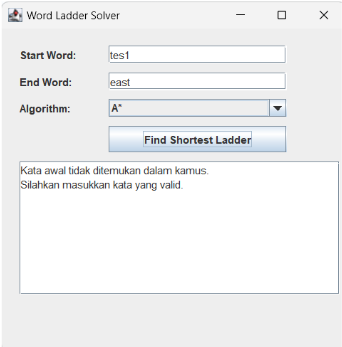 Word Ladder Solver
Start Word: tes1
End Word: east
Algorithm: A*
Find Shortest Ladder
Kata awal tidak ditemukan dalam kamus.
Silahkan masukkan kata yang valid.